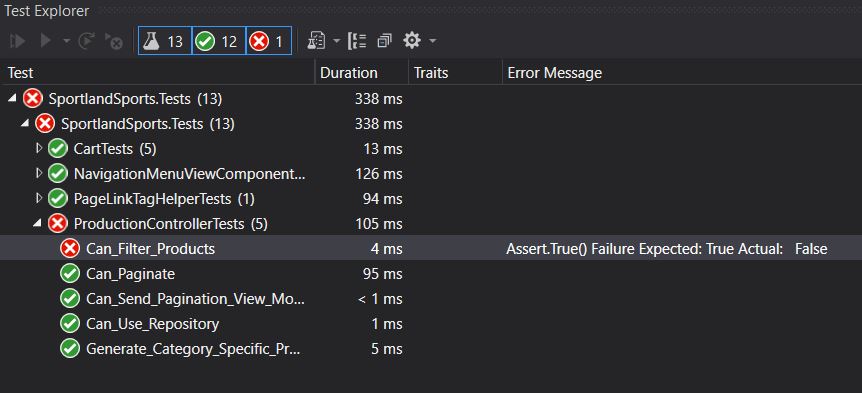 Test Explorer
13 12 1
Test Duration Traits Error Message
SportlandSports.Tests (13) 338 ms
SportlandSports.Tests (13) 338 ms
CartTests (5) 13 ms
NavigationMenuViewComponent... 126 ms
PageLinkTagHelperTests (1) 94 ms
ProductionControllerTests (5) 105 ms
Can_Filter_Products 4 ms Assert.True() Failure Expected: True Actual: False
Can_Paginate 95 ms
Can_Send_Pagination_View_Mo... < 1 ms
Can_Use_Repository 1 ms
Generate_Category_Specific_Pr... 5 ms